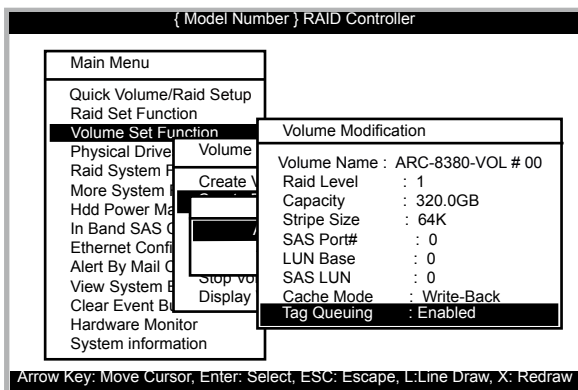 { Model Number } RAID Controller
Main Menu
Quick Volume/Raid Setup
Raid Set Function
Volume Set Function
Physical Drive
Raid System F
More System F
Hdd Power Ma
In Band SAS C
Ethernet Confi
Alert By Mail C
View System E
Clear Event Bu
Hardware Monitor
System information
Volume
Create V
Stop Vol
Display
Volume Modification
Volume Name : ARC-8380-VOL # 00
Raid Level : 1
Capacity : 320.0GB
Stripe Size : 64K
SAS Port# : 0
LUN Base : 0
SAS LUN : 0
Cache Mode : Write-Back
Tag Queuing : Enabled
Arrow Key: Move Cursor, Enter: Select, ESC: Escape, L:Line Draw, X: Redraw